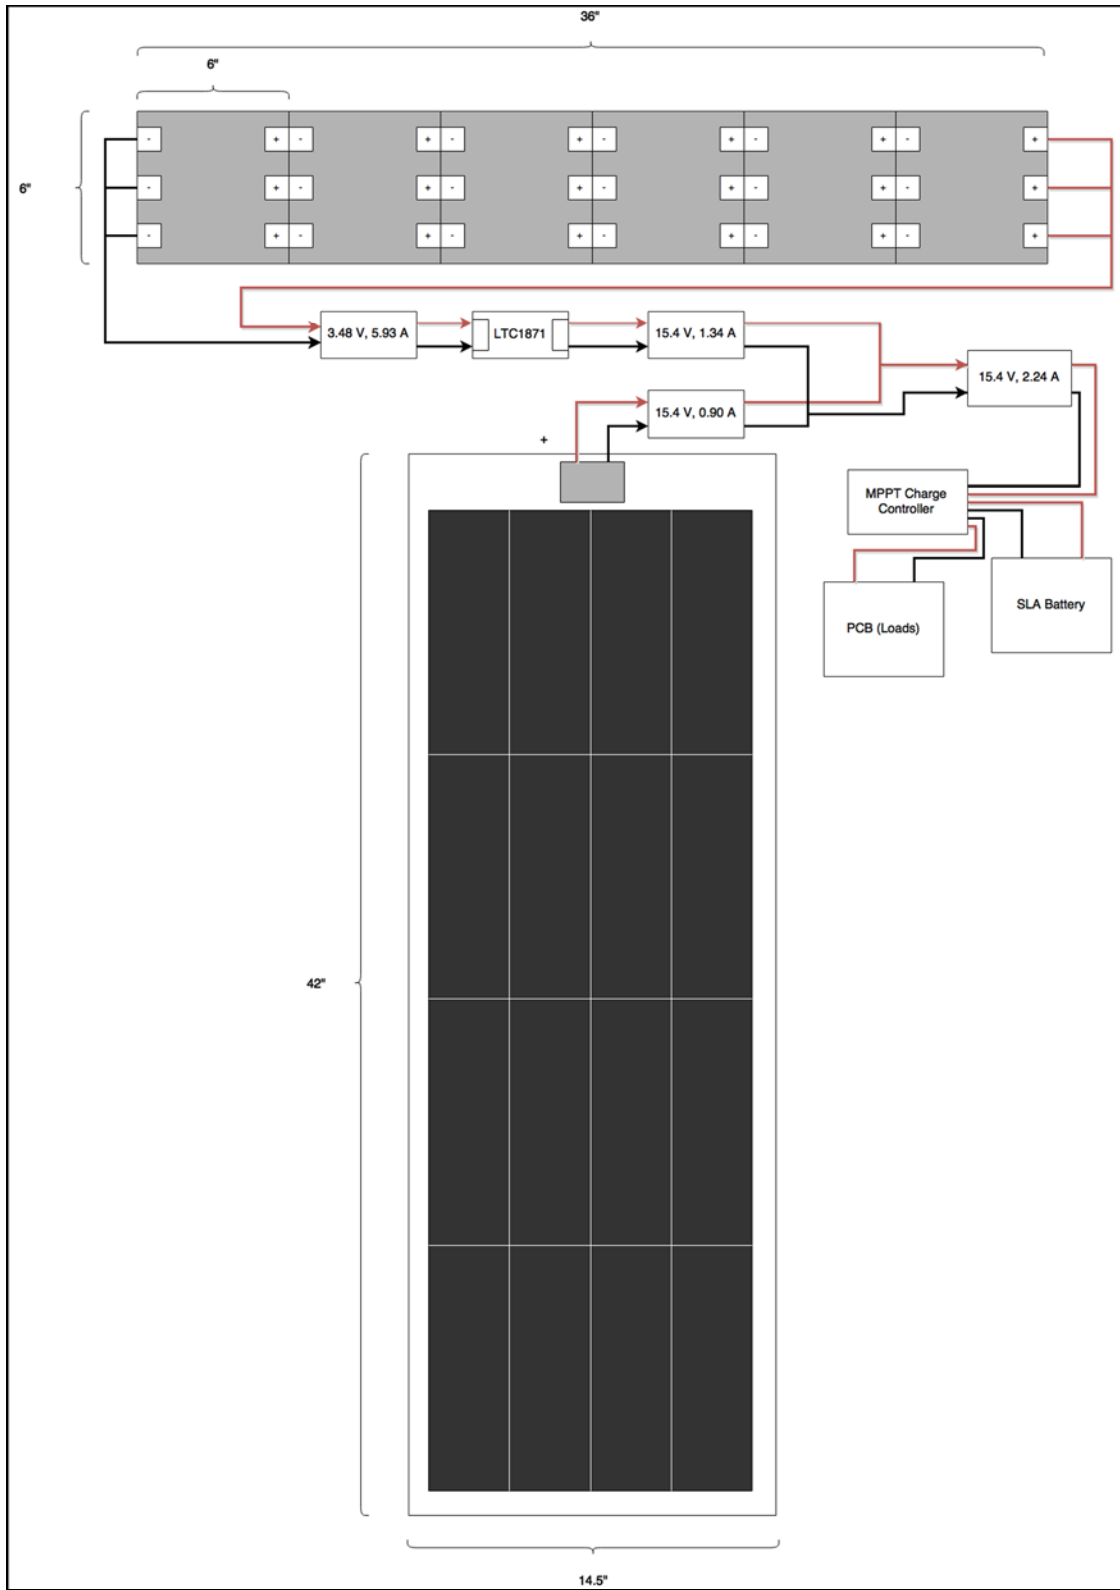 36"
6"
- + - + - + - + - + - +
6"
- + - + - + - + - + - +
- + - + - + - + - + - +
3.48 V, 5.93 A
LTC1871
15.4 V, 1.34 A
15.4 V, 2.24 A
15.4 V, 0.90 A
+
MPPT Charge
Controller
SLA Battery
PCB (Loads)
42"
14.5"